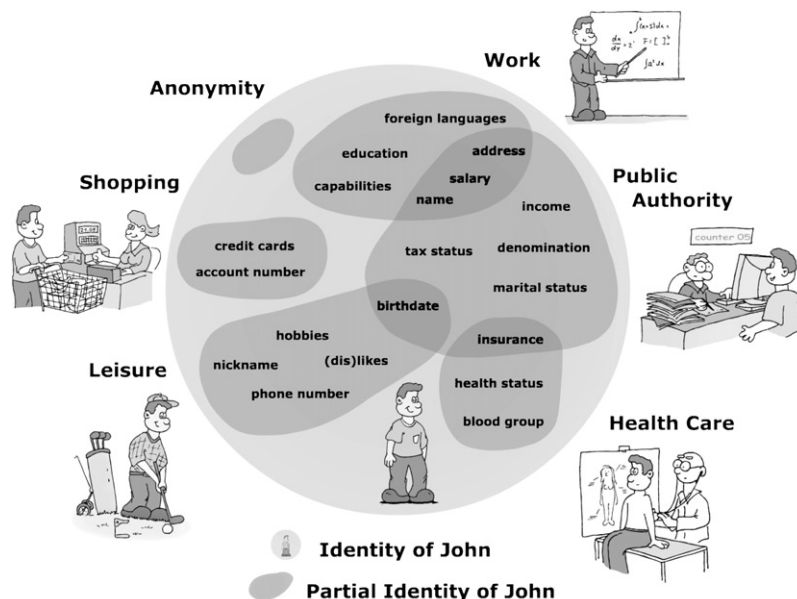 Work
Anonymity
foreign languages
education
address
capabilities
salary
name
Shopping
Public
Authority
income
credit cards
account number
tax status
denomination
counter 05
marital status
birthdate
hobbies
insurance
nickname
(dis)likes
phone number
health status
blood group
Leisure
Health Care
Identity of John
Partial Identity of John